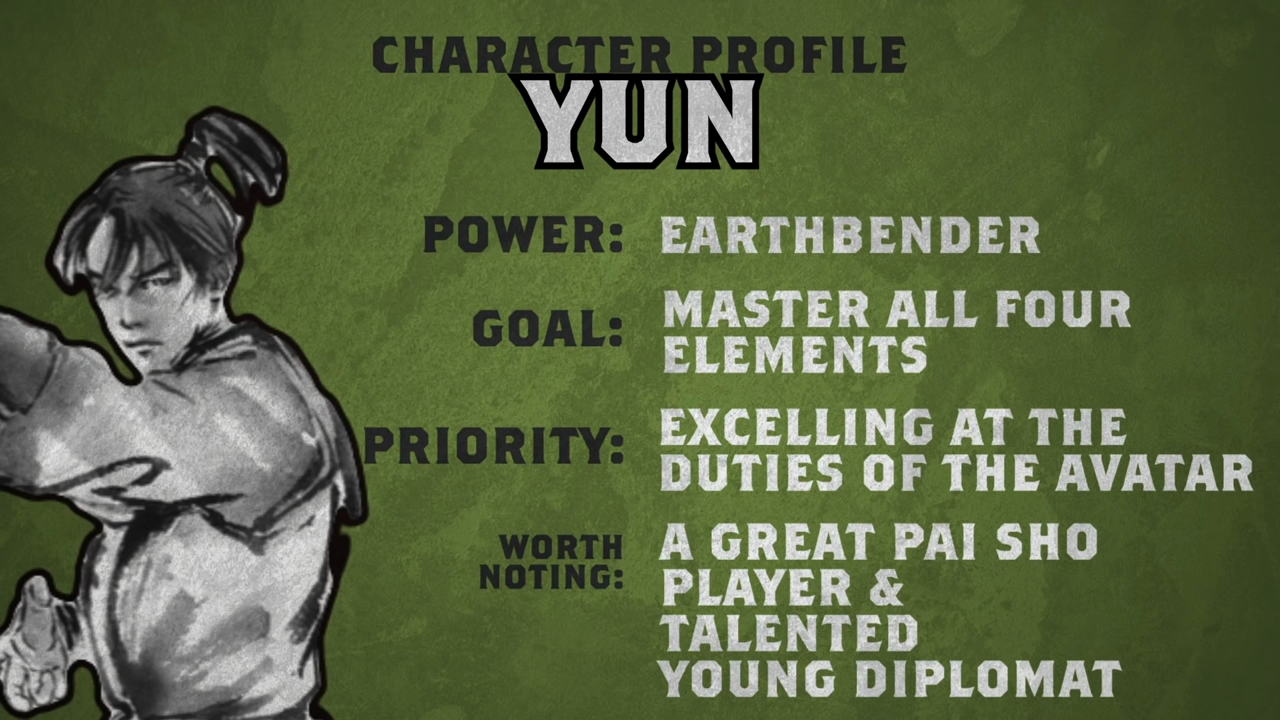 CHARACTER PROFILE
YUN
POWER: EARTHBENDER
GOAL: MASTER ALL FOUR
ELEMENTS
PRIORITY: EXCELLING AT THE
DUTIES OF THE AVATAR
WORTH
NOTING:
A GREAT PAI SHO
PLAYER &
TALENTED
YOUNG DIPLOMAT